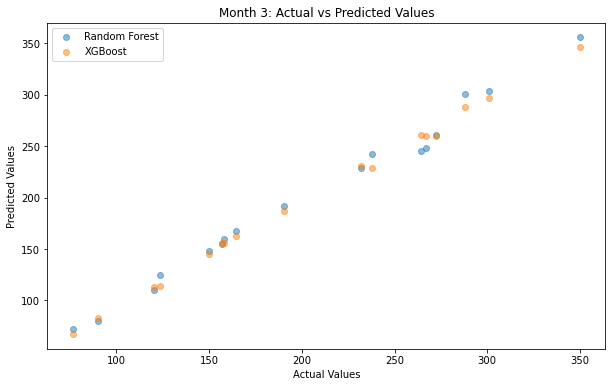 Month 3: Actual vs Predicted Values
Random Forest
XGBoost
Predicted Values
350
300
250
200
150
100
100 150 200 250 300 350
Actual Values